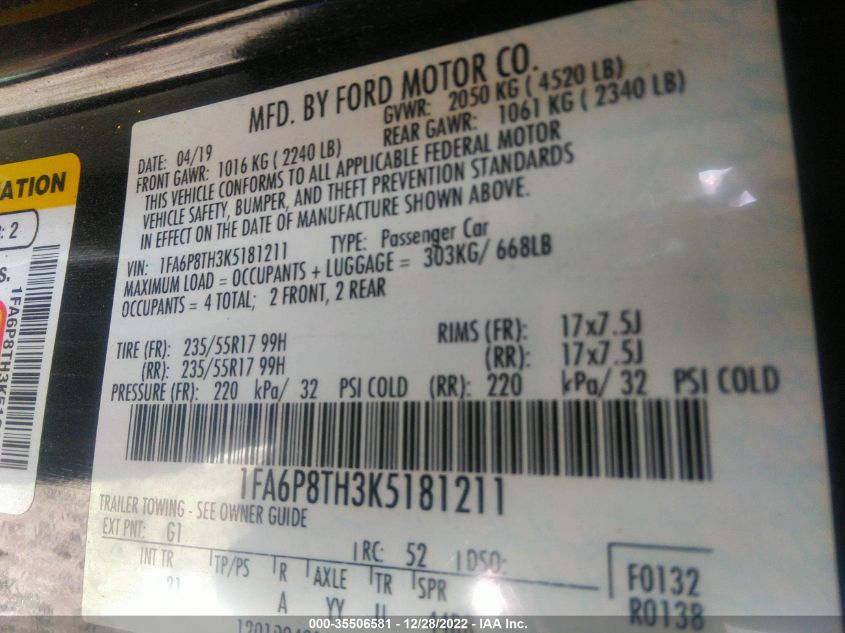 MFD. BY FORD MOTOR CO.
DATE: 04/19 GVWR: 2050 KG ( 4520 LB)
FRONT GAWR: 1016 KG ( 2240 LB) REAR GAWR: 1061 KG ( 2340 LB)
THIS VEHICLE CONFORMS TO ALL APPLICABLE FEDERAL MOTOR
VEHICLE SAFETY, BUMPER, AND THEFT PREVENTION STANDARDS
IN EFFECT ON THE DATE OF MANUFACTURE SHOWN ABOVE.
VIN: 1FA6P8TH3K5181211 TYPE: Passenger Car
MAXIMUM LOAD = OCCUPANTS + LUGGAGE = 303KG/ 668LB
OCCUPANTS = 4 TOTAL; 2 FRONT, 2 REAR
TIRE (FR): 235/55R17 99H RIMS (FR): 17x7.5J
(RR): 235/55R17 99H (RR): 17x7.5J
PRESSURE (FR): 220 kPa/ 32 PSI COLD (RR): 220 kPa/ 32 PSI COLD
1FA6P8TH3K5181211
TRAILER TOWING - SEE OWNER GUIDE
EXT PNT: G1 RC: 52 DSO:
INT TR TP/PS R AXLE TR SPR F0132
21 A YY U R0138
ATION
: 2
S.
000-35506581 - 12/28/2022 - IAA Inc.